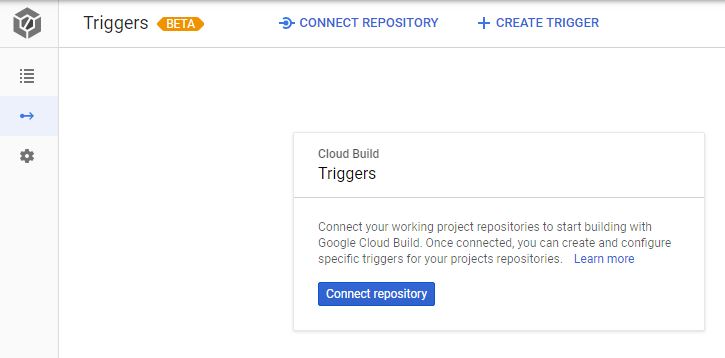 Triggers BETA CONNECT REPOSITORY CREATE TRIGGER
Cloud Build
Triggers
Connect your working project repositories to start building with
Google Cloud Build. Once connected, you can create and configure
specific triggers for your projects repositories. Learn more
Connect repository